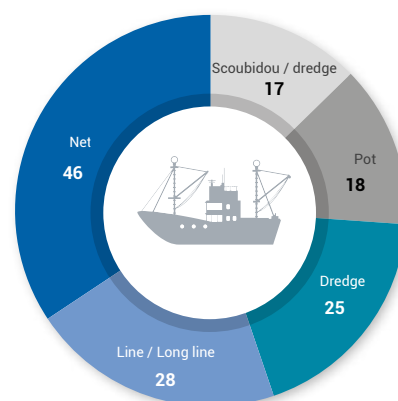 Scoubidou / dredge
17
Pot
18
Dredge
25
Line / Long line
28
Net
46